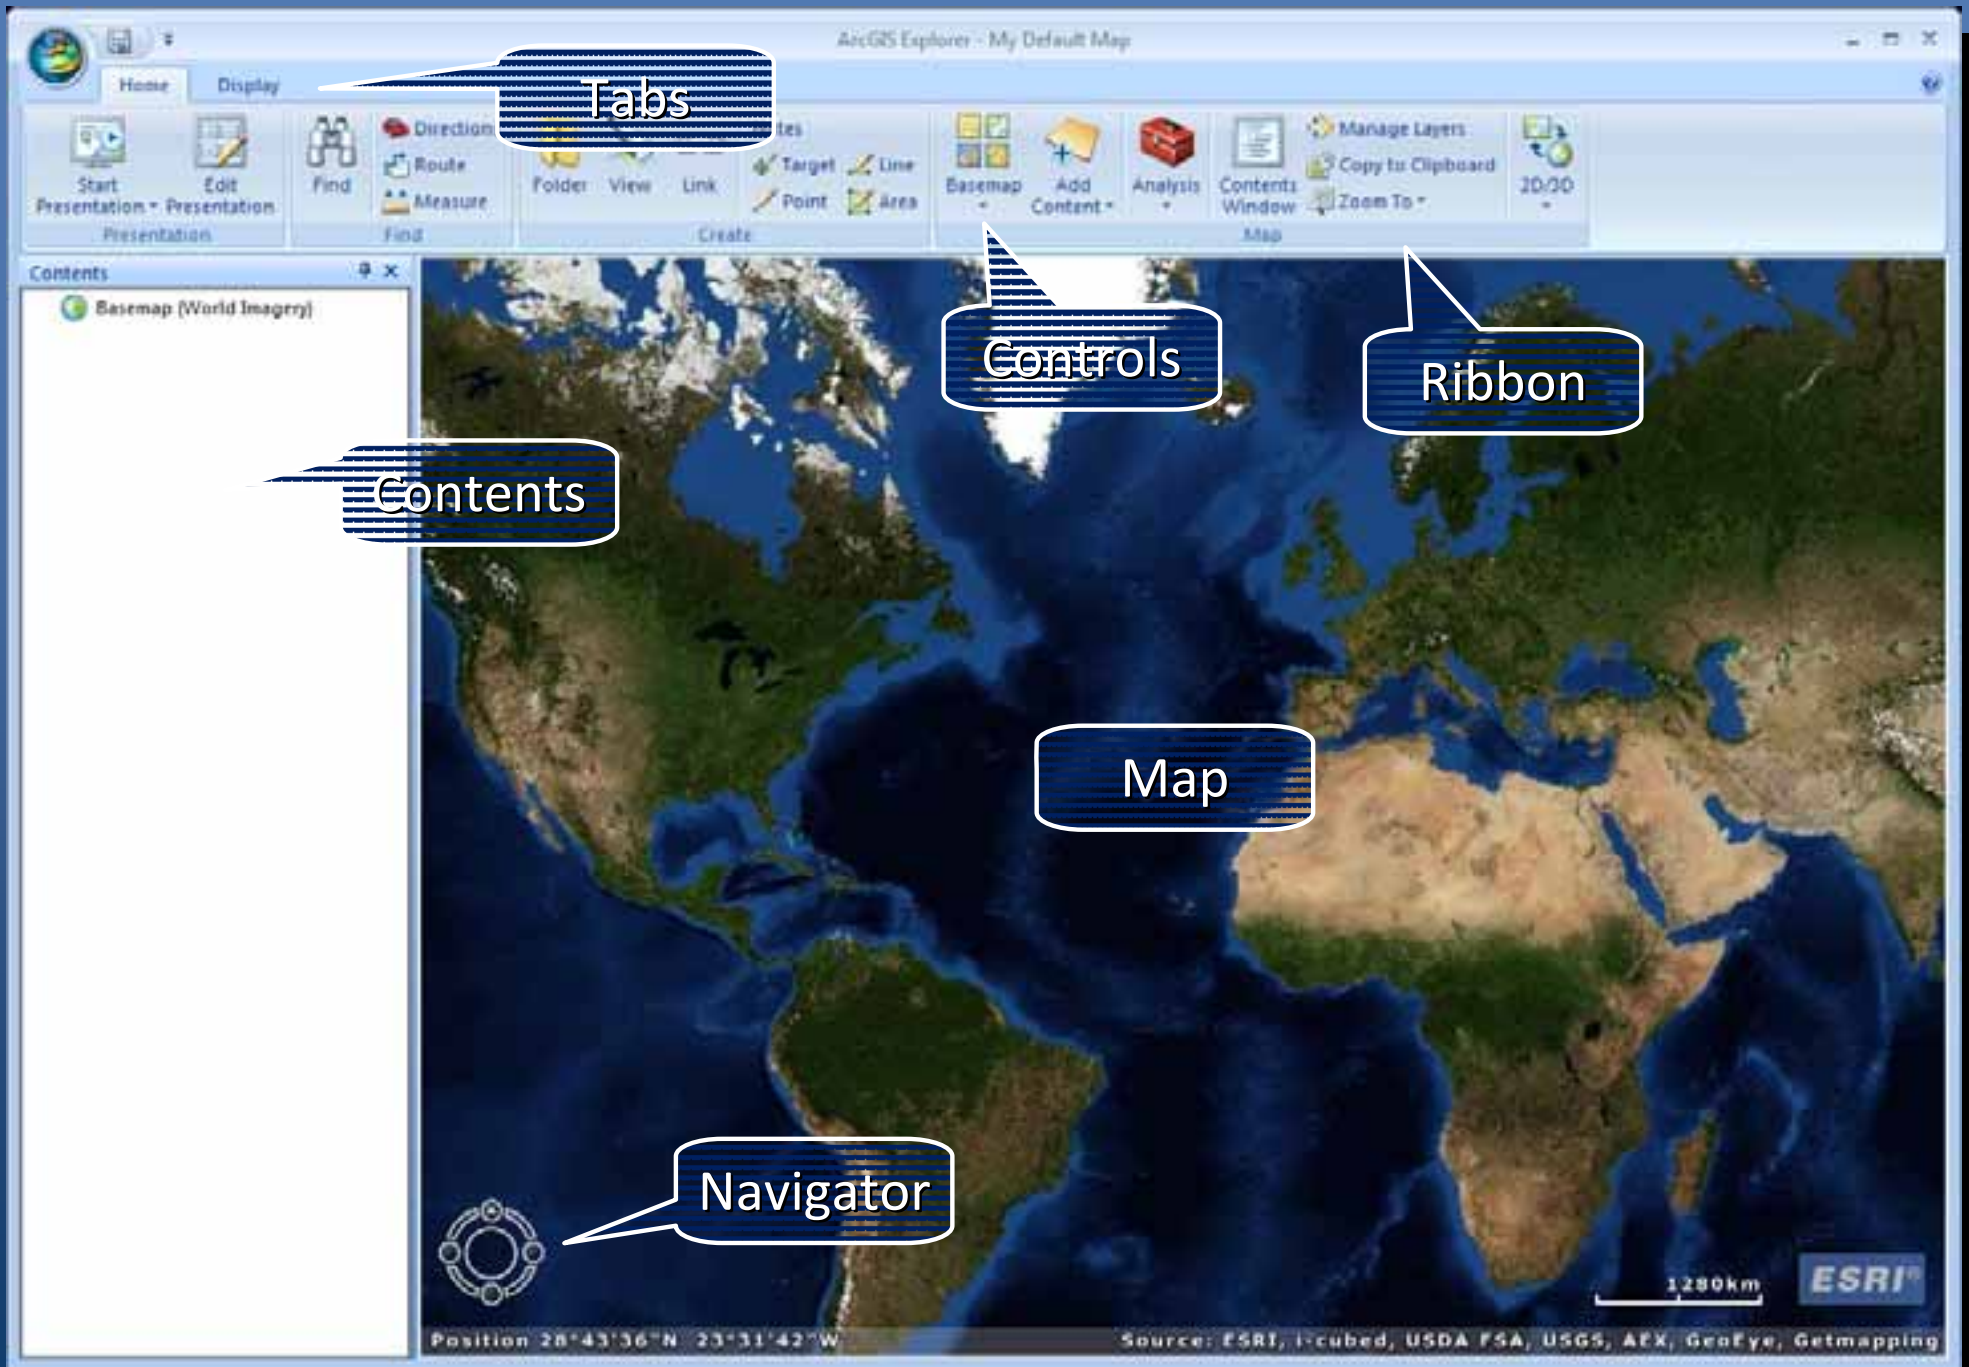 ArcGIS Explorer - My Default Map
Home Display
Tabs
Start Presentation
Edit Presentation
Find
Direction
Route
Measure
Folder
View
Link
Target
Line
Point
Area
Basemap
Add Content
Analysis
Contents Window
Manage Layers
Copy to Clipboard
Zoom To
2D/3D
Presentation
Find
Create
Map
Contents
Basemap (World Imagery)
Controls
Ribbon
Contents
Map
Navigator
1280km
ESRI
Position 28°43'36"N 23°31'42"W
Source: ESRI, i-cubed, USDA FSA, USGS, AEX, GeoEye, Getmapping